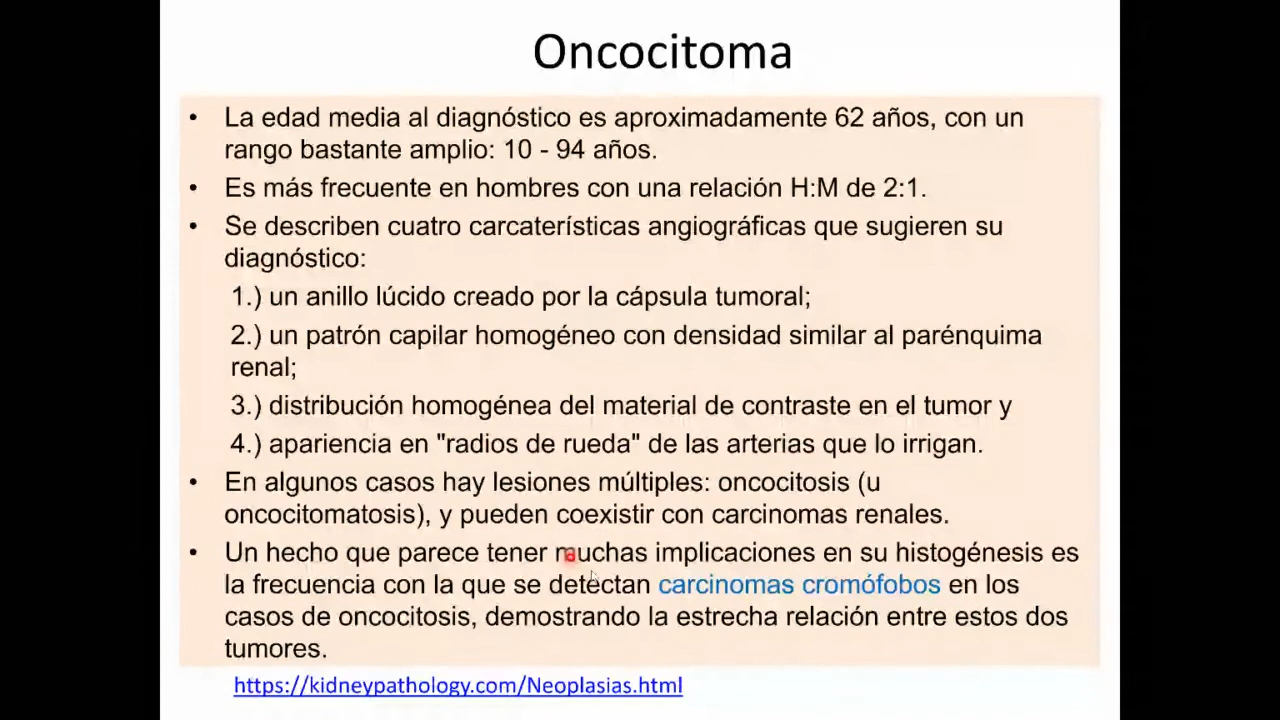 Oncocitoma
• La edad media al diagnóstico es aproximadamente 62 años, con un
rango bastante amplio: 10 - 94 años.
• Es más frecuente en hombres con una relación H:M de 2:1.
• Se describen cuatro carcaterísticas angiográficas que sugieren su
diagnóstico:
1.) un anillo lúcido creado por la cápsula tumoral;
2.) un patrón capilar homogéneo con densidad similar al parénquima
renal;
3.) distribución homogénea del material de contraste en el tumor y
4.) apariencia en "radios de rueda" de las arterias que lo irrigan.
• En algunos casos hay lesiones múltiples: oncocitosis (u
oncocitomatosis), y pueden coexistir con carcinomas renales.
• Un hecho que parece tener muchas implicaciones en su histogénesis es
la frecuencia con la que se detectan carcinomas cromófobos en los
casos de oncocitosis, demostrando la estrecha relación entre estos dos
tumores.
https://kidneypathology.com/Neoplasias.html